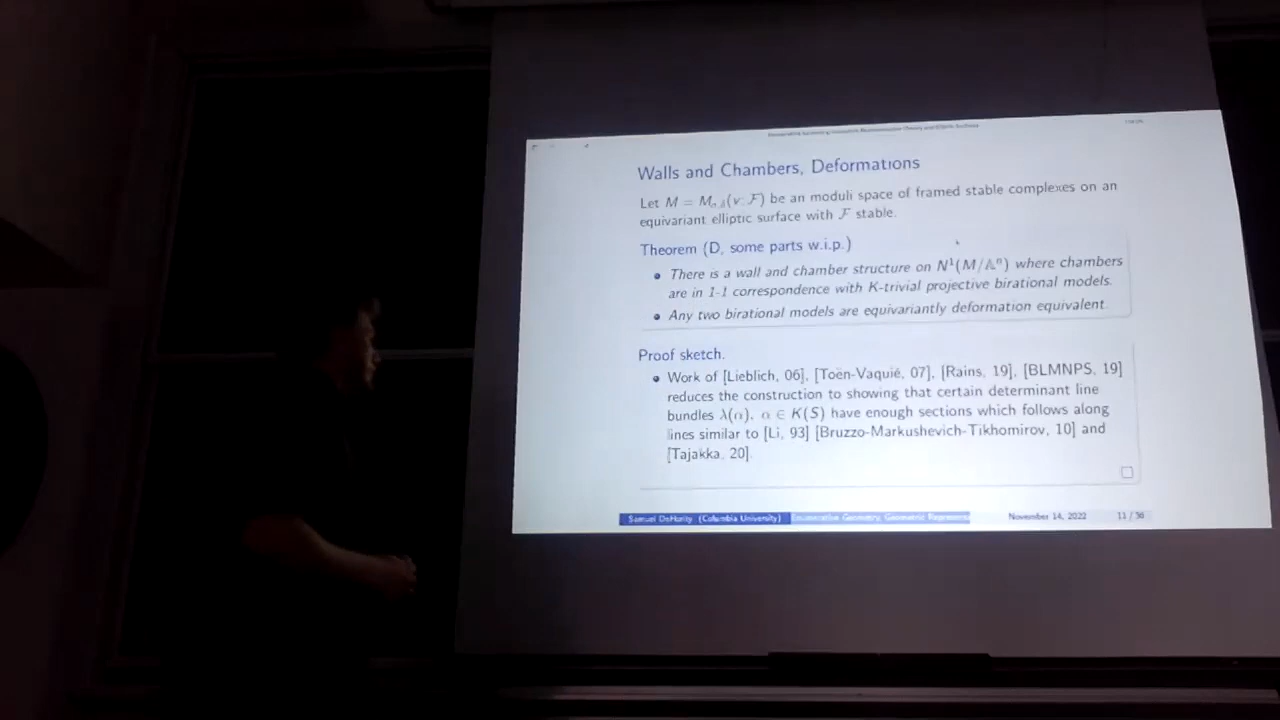 Walls and Chambers, Deformations
Let M = M_{σ,δ}(v; F) be an moduli space of framed stable complexes on an
equivariant elliptic surface with F stable.
Theorem (D, some parts w.i.p.)
• There is a wall and chamber structure on N¹(M/𝔸ⁿ) where chambers
are in 1-1 correspondence with K-trivial projective birational models.
• Any two birational models are equivariantly deformation equivalent.
Proof sketch.
• Work of [Lieblich, 06], [Toën-Vaquié, 07], [Rains, 19], [BLMNPS, 19]
reduces the construction to showing that certain determinant line
bundles λ(α), α ∈ K(S) have enough sections which follows along
lines similar to [Li, 93] [Bruzzo-Markushevich-Tikhomirov, 10] and
[Tajakka, 20].
Samuel DeHority (Columbia University) Enumerative Geometry, Geometric November 14, 2022 11 / 36